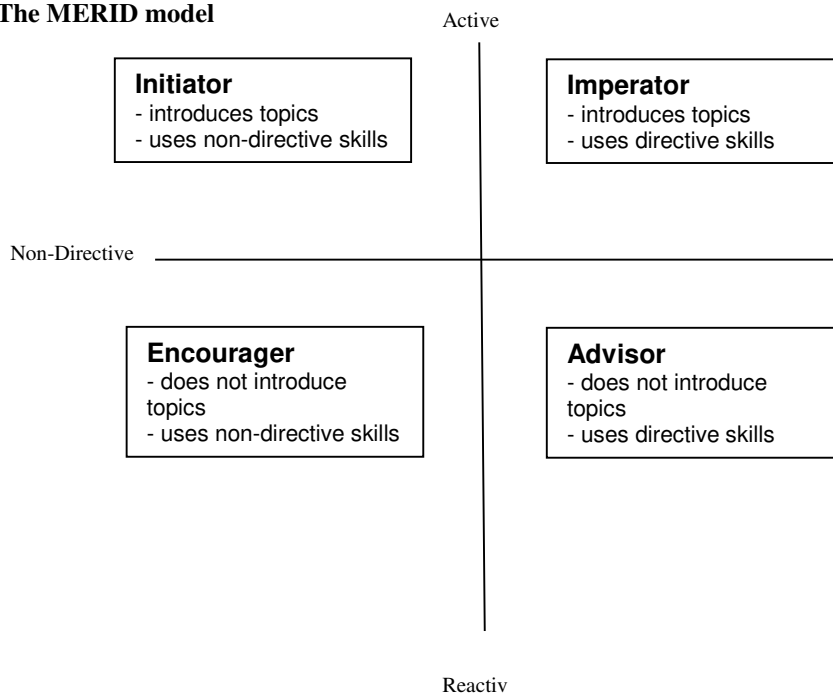 The MERID model
Active
Initiator
- introduces topics
- uses non-directive skills
Imperator
- introduces topics
- uses directive skills
Non-Directive
Encourager
- does not introduce
topics
- uses non-directive skills
Advisor
- does not introduce
topics
- uses directive skills
Reactiv